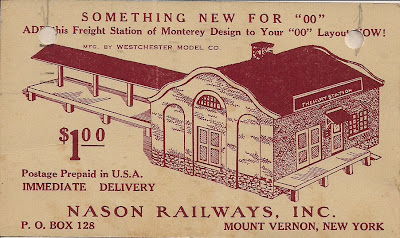 SOMETHING NEW FOR "00"
ADD this Freight Station of Monterey Design to Your "00" Layout NOW!
MFG. BY WESTCHESTER MODEL CO.
STATION
$1.00
Postage Prepaid in U.S.A.
IMMEDIATE DELIVERY
NASON RAILWAYS, INC.
P. O. BOX 128 MOUNT VERNON, NEW YORK